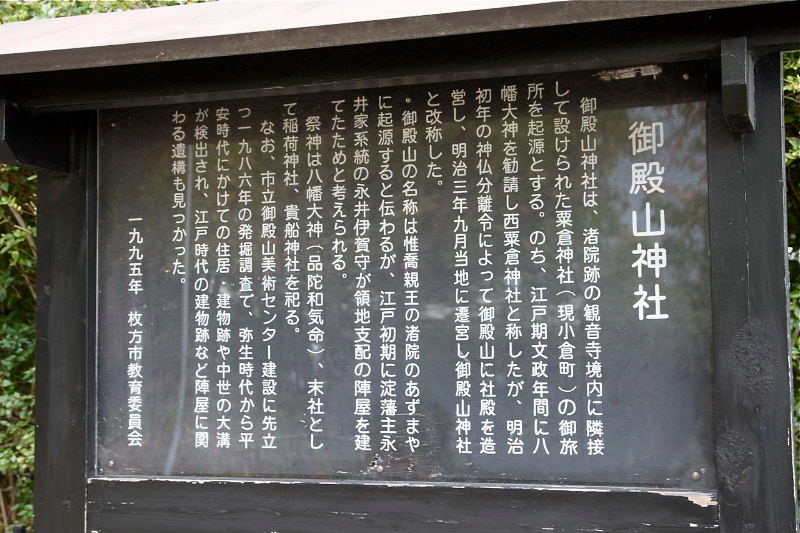 御殿山神社
御殿山神社は、渚院跡の観音寺境内に隣接
して設けられた粟倉神社(現小倉町)の御旅
所を起源とする。のち、江戸期文政年間に八
幡大神を勧請し西粟倉神社と称したが、明治
初年の神仏分離令によって御殿山に社殿を造
営し、明治三年九月当地に遷宮し御殿山神社
と改称した。
御殿山の名称は惟喬親王の渚院のあずまや
に起源すると伝わるが、江戸初期に淀藩主永
井家系統の永井伊賀守が領地支配の陣屋を建
てたためと考えられる。
祭神は八幡大神(品陀和気命)、末社とし
て稲荷神社、貴船神社を祀る。
なお、市立御殿山美術センター建設に先立
つ一九八六年の発掘調査て、弥生時代から平
安時代にかけての住居・建物跡や中世の大溝
が検出され、江戸時代の建物跡など陣屋に関
わる遺構も見つかった。
一九九五年 枚方市教育委員会